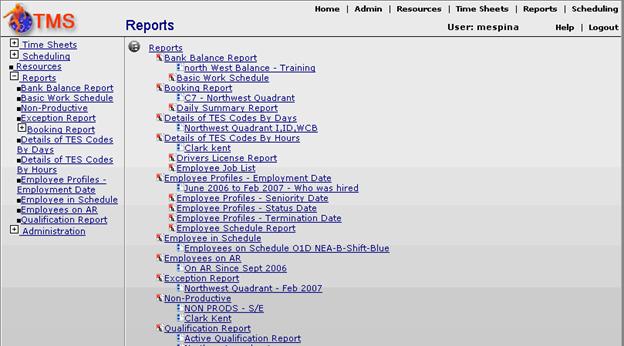 TMS
Home | Admin | Resources | Time Sheets | Reports | Scheduling
Reports
User: mespina
Help | Logout
Time Sheets
Scheduling
Resources
Reports
Bank Balance Report
Basic Work Schedule
Non-Productive
Exception Report
Booking Report
Details of TES Codes
By Days
Details of TES Codes
By Hours
Employee Profiles -
Employment Date
Employee in Schedule
Employees on AR
Qualification Report
Administration
Reports
Bank Balance Report
north West Balance - Training
Basic Work Schedule
Booking Report
C7 - Northwest Quadrant
Daily Summary Report
Details of TES Codes By Days
Northwest Quadrant I,ID,WCB
Details of TES Codes By Hours
Clark kent
Drivers License Report
Employee Job List
Employee Profiles - Employment Date
June 2006 to Feb 2007 - Who was hired
Employee Profiles - Seniority Date
Employee Profiles - Status Date
Employee Profiles - Termination Date
Employee Schedule Report
Employee in Schedule
Employees on Schedule O1D NEA-B-Shift-Blue
Employees on AR
On AR Since Sept 2006
Exception Report
Northwest Quadrant - Feb 2007
Non-Productive
NON PRODS - S/E
Clark Kent
Qualification Report
Active Qualification Report